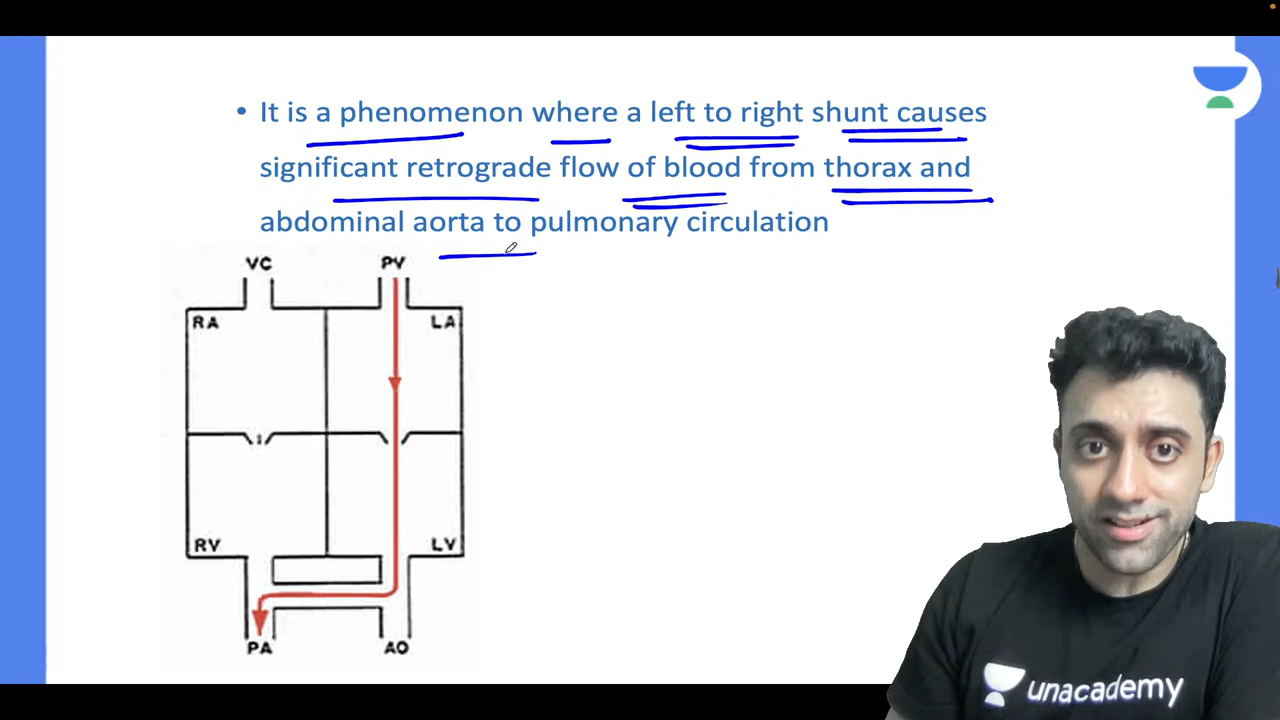 • It is a phenomenon where a left to right shunt causes
significant retrograde flow of blood from thorax and
abdominal aorta to pulmonary circulation
VC PV
RA LA
RV LV
PA AO
unacademy